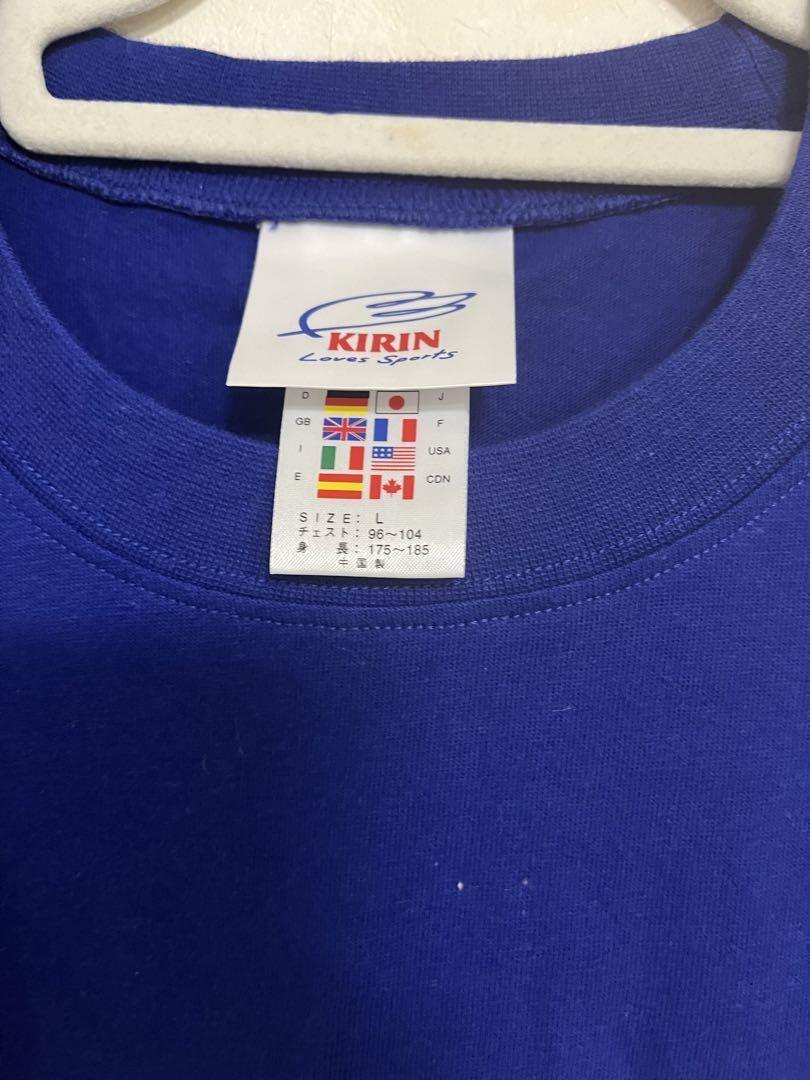 KIRIN
Loves Sports
D J
GB F
I USA
E CDN
SIZE: L
チェスト: 96～104
身 長: 175～185
中国製